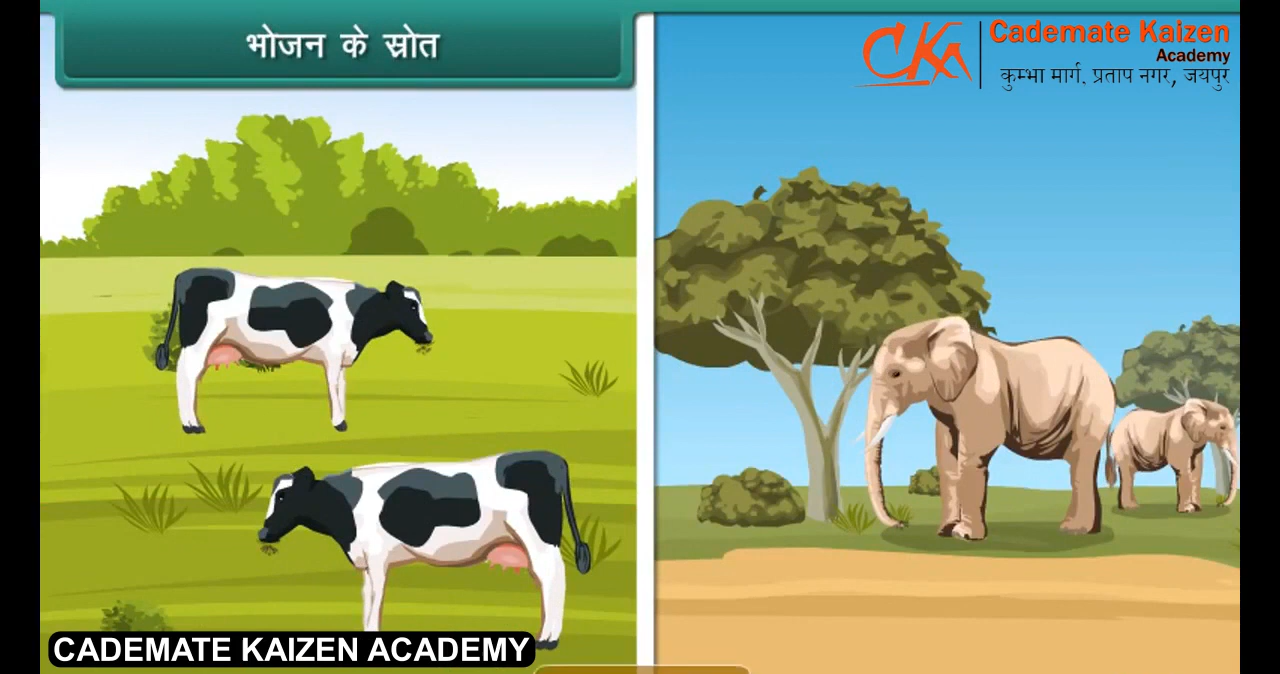 भोजन के स्रोत
CKA
Cademate Kaizen
Academy
कुम्भा मार्ग, प्रताप नगर, जयपुर
CADEMATE KAIZEN ACADEMY